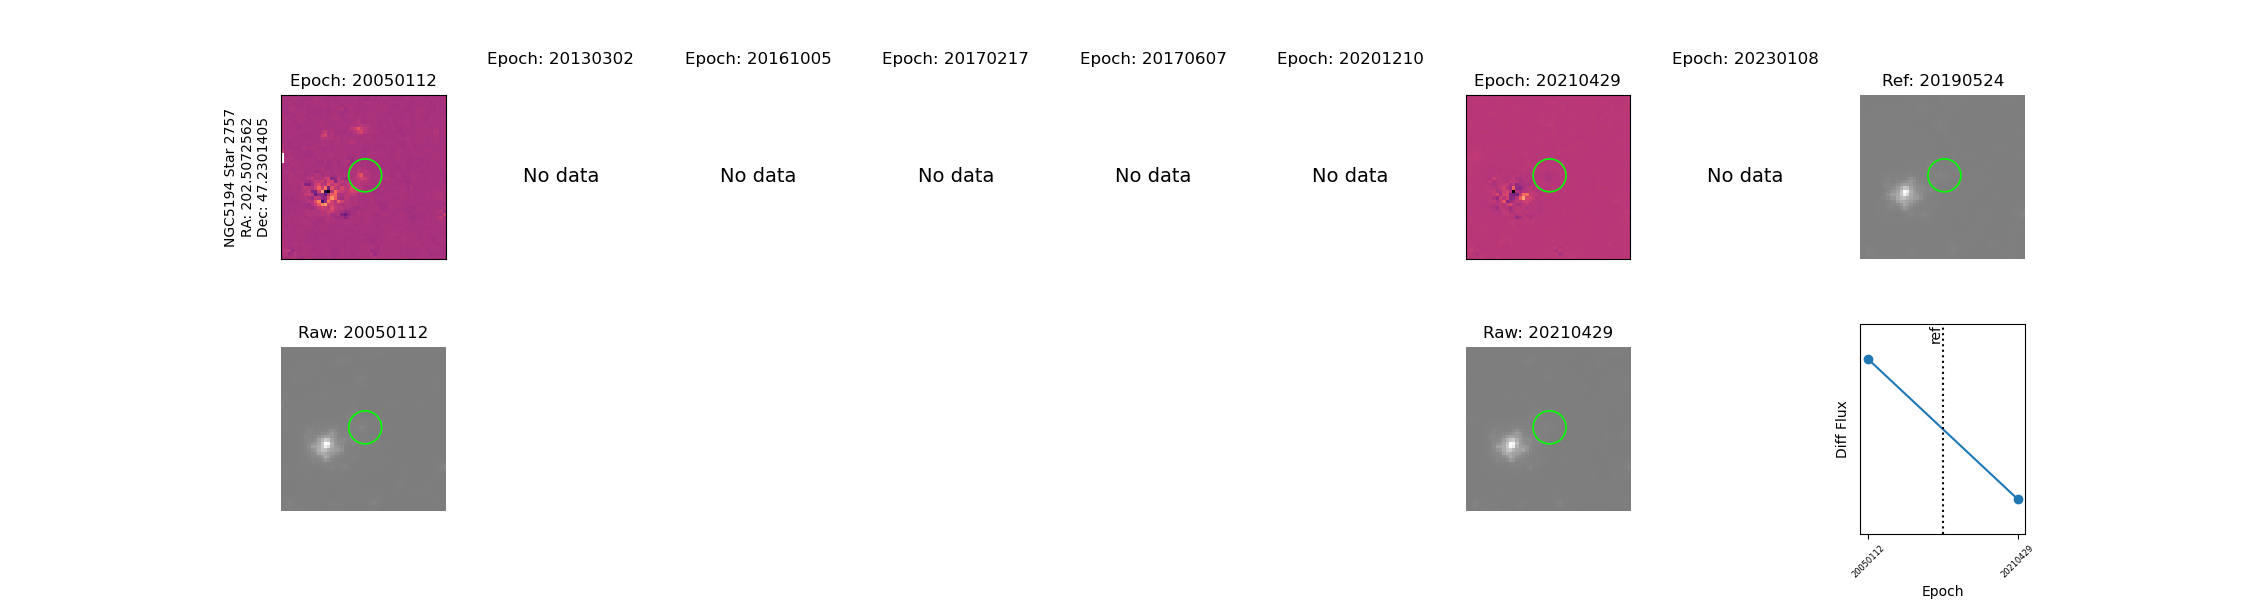 Epoch: 20050112
Epoch: 20130302
Epoch: 20161005
Epoch: 20170217
Epoch: 20170607
Epoch: 20201210
Epoch: 20210429
Epoch: 20230108
Ref: 20190524
NGC5194 Star 2757
RA: 202.5072562
Dec: 47.2301405
No data
No data
No data
No data
No data
No data
Raw: 20050112
Raw: 20210429
ref
Diff Flux
20050112
20210429
Epoch